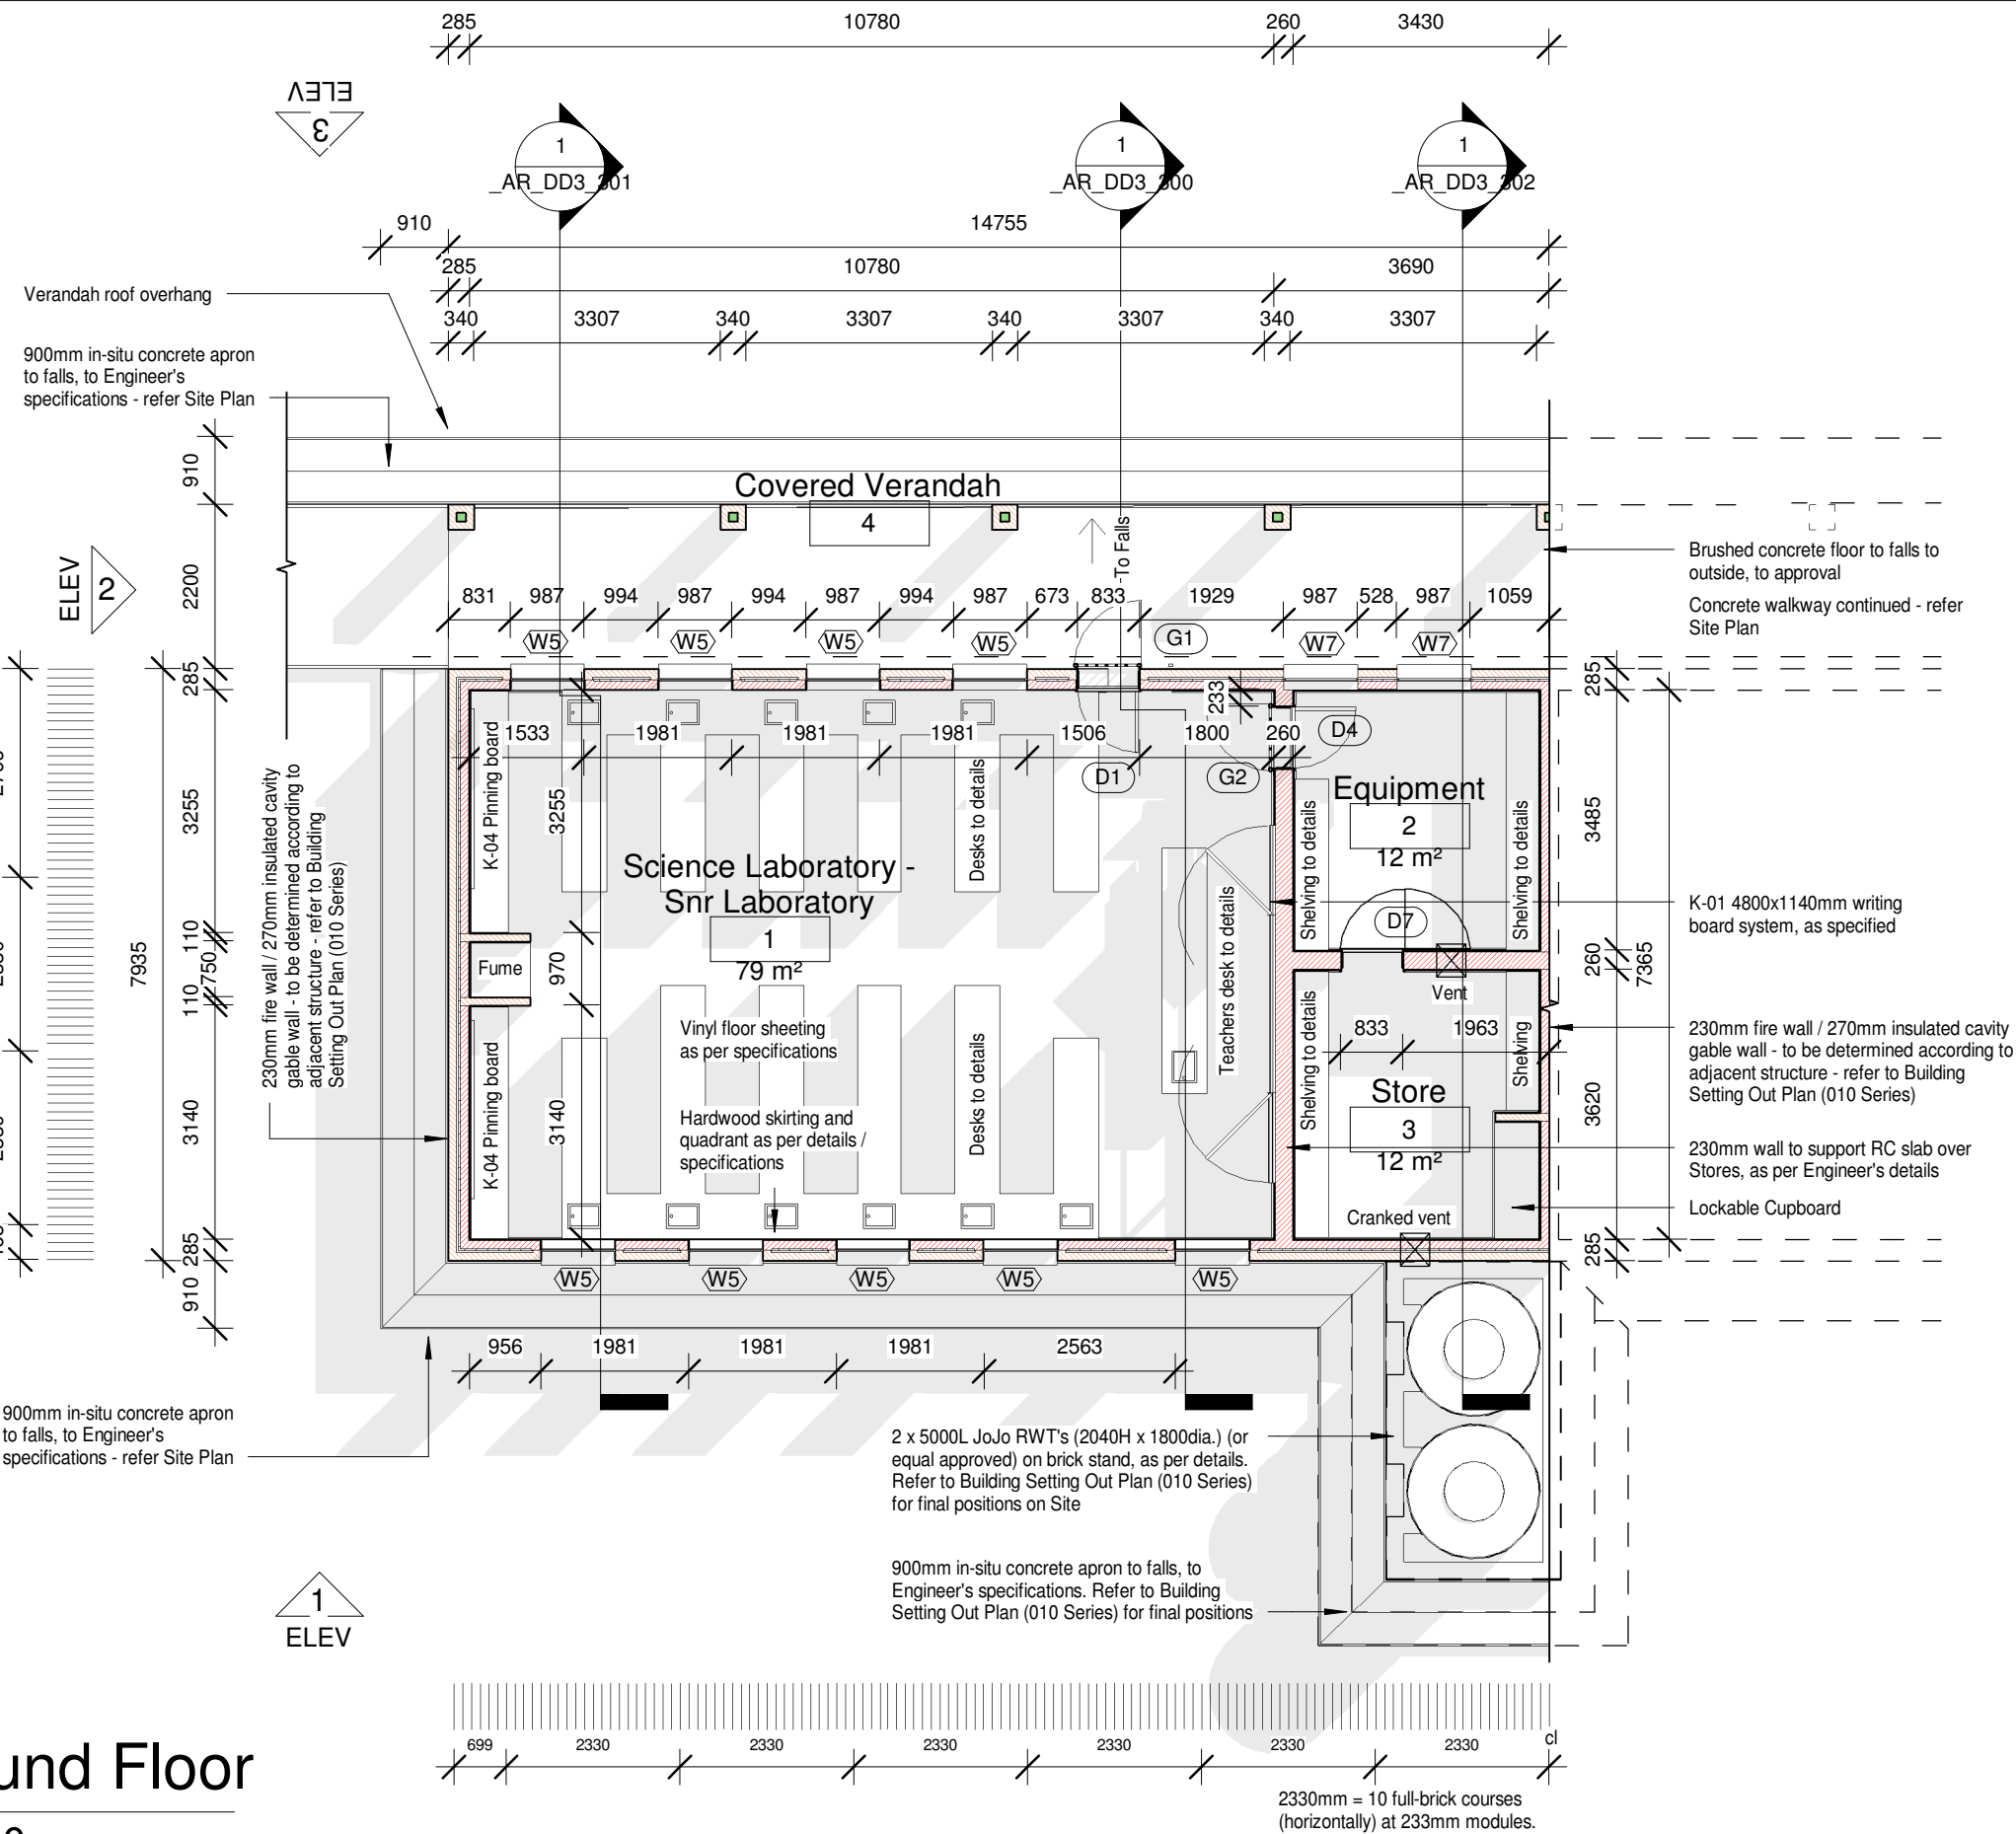 285 10780 260 3430
ELEV
3
1
_AR_DD3_301
1
_AR_DD3_300
1
_AR_DD3_302
910 14755
285 10780 3690
340 3307 340 3307 340 3307 340 3307
Verandah roof overhang
900mm in-situ concrete apron
to falls, to Engineer's
specifications - refer Site Plan
910
2200
ELEV
2
Covered Verandah
4
To Falls
Brushed concrete floor to falls to
outside, to approval
Concrete walkway continued - refer
Site Plan
831 987 994 987 994 987 994 987 673 833 1929 987 528 987 1059
W5 W5 W5 W5 G1 W7 W7
285
3255
110
750
110
3140
285
910
7935
230mm fire wall / 270mm insulated cavity
gable wall - to be determined according to
adjacent structure - refer to Building
Setting Out Plan (010 Series)
233
1533 1981 1981 1981 1506 1800 260
D1 G2 D4
K-04 Pinning board
3255
Desks to details
Science Laboratory -
Snr Laboratory
1
79 m²
Fume
970
Vinyl floor sheeting
as per specifications
Teachers desk to details
K-04 Pinning board
3140
Hardwood skirting and
quadrant as per details /
specifications
Desks to details
Equipment
2
12 m²
Shelving to details
Shelving to details
D7
Vent
833 1963
Shelving to details
Shelving
Store
3
12 m²
Cranked vent
285
3485
260
7365
3620
285
K-01 4800x1140mm writing
board system, as specified
230mm fire wall / 270mm insulated cavity
gable wall - to be determined according to
adjacent structure - refer to Building
Setting Out Plan (010 Series)
230mm wall to support RC slab over
Stores, as per Engineer's details
Lockable Cupboard
W5 W5 W5 W5 W5
956 1981 1981 1981 2563
900mm in-situ concrete apron
to falls, to Engineer's
specifications - refer Site Plan
2 x 5000L JoJo RWT's (2040H x 1800dia.) (or
equal approved) on brick stand, as per details.
Refer to Building Setting Out Plan (010 Series)
for final positions on Site
900mm in-situ concrete apron to falls, to
Engineer's specifications. Refer to Building
Setting Out Plan (010 Series) for final positions
1
ELEV
699 2330 2330 2330 2330 2330 2330 cl
und Floor
2330mm = 10 full-brick courses
(horizontally) at 233mm modules.